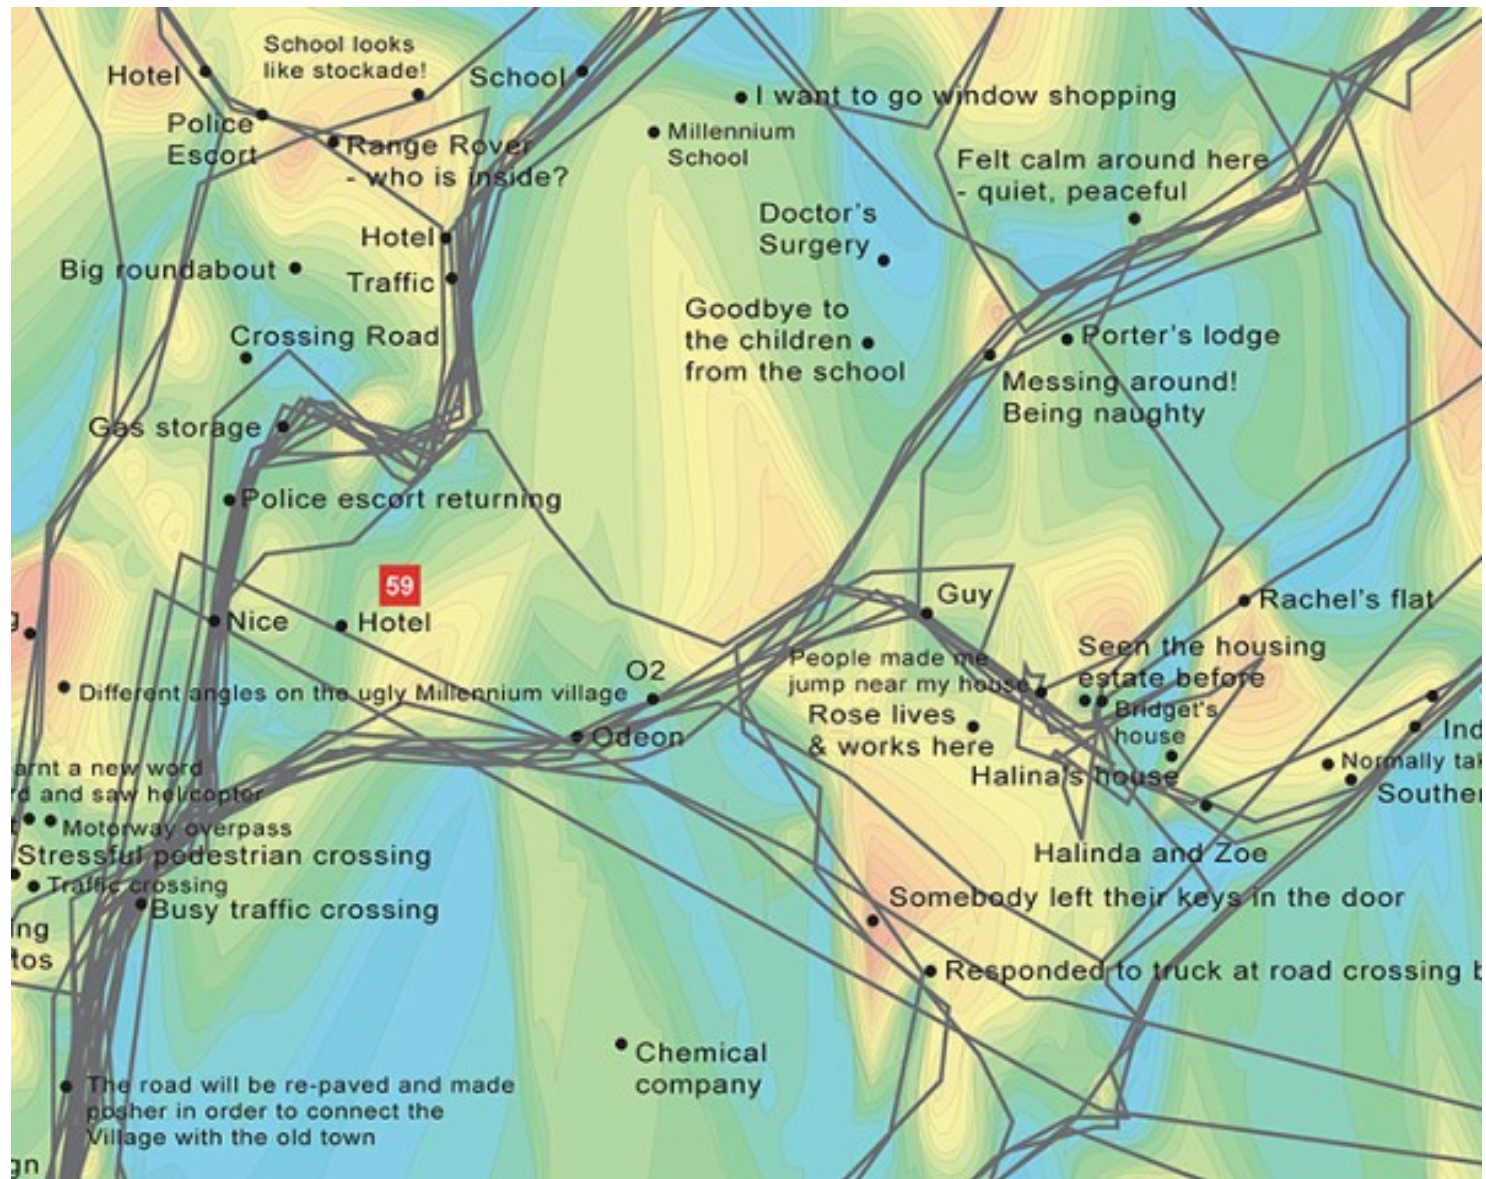 School looks
like stockade!
Hotel
School
Police
Escort
Range Rover
- who is inside?
I want to go window shopping
Millennium
School
Felt calm around here
- quiet, peaceful
Doctor's
Surgery
Hotel
Big roundabout
Traffic
Goodbye to
the children
from the school
Crossing Road
Porter's lodge
Messing around!
Being naughty
Gas storage
Police escort returning
59
Guy
Rachel's flat
Nice
Hotel
Seen the housing
estate before
People made me
jump near my house
O2
Different angles on the ugly Millennium village
Bridget's
house
Rose lives
& works here
Odeon
Ind
Normally tak
Halina's house
Souther
arnt a new word
rd and saw helicopter
Motorway overpass
Stressful pedestrian crossing
Halinda and Zoe
Traffic crossing
Somebody left their keys in the door
Busy traffic crossing
ing
tos
Responded to truck at road crossing b
Chemical
company
The road will be re-paved and made
posher in order to connect the
Village with the old town
gn